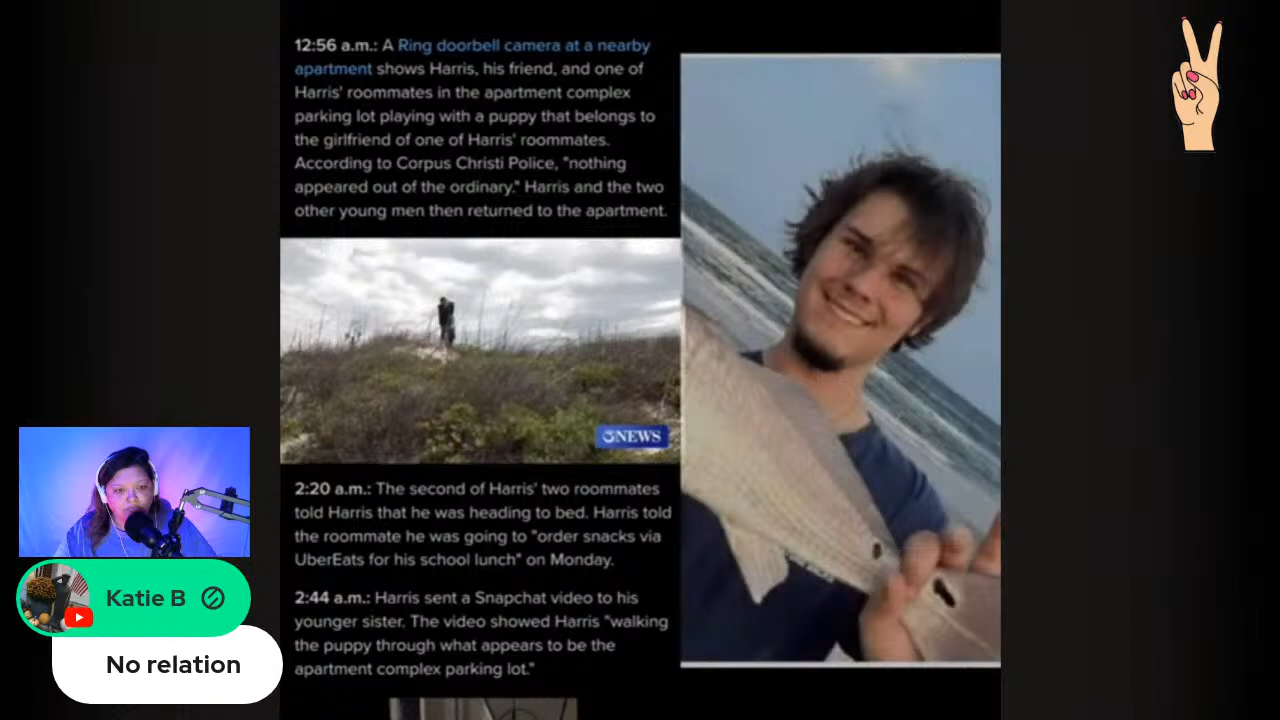 12:56 a.m.: A Ring doorbell camera at a nearby
apartment shows Harris, his friend, and one of
Harris' roommates in the apartment complex
parking lot playing with a puppy that belongs to
the girlfriend of one of Harris' roommates.
According to Corpus Christi Police, "nothing
appeared out of the ordinary." Harris and the two
other young men then returned to the apartment.
3NEWS
2:20 a.m.: The second of Harris' two roommates
told Harris that he was heading to bed. Harris told
the roommate he was going to "order snacks via
UberEats for his school lunch" on Monday.
2:44 a.m.: Harris sent a Snapchat video to his
younger sister. The video showed Harris "walking
the puppy through what appears to be the
apartment complex parking lot."
Katie B
No relation